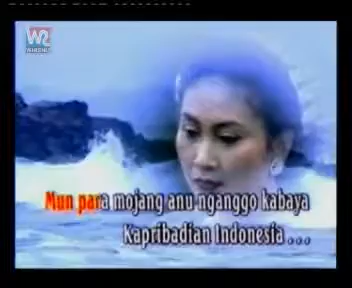 Mun para mojang anu nganggo kabaya
Kapribadian Indonesia . . .